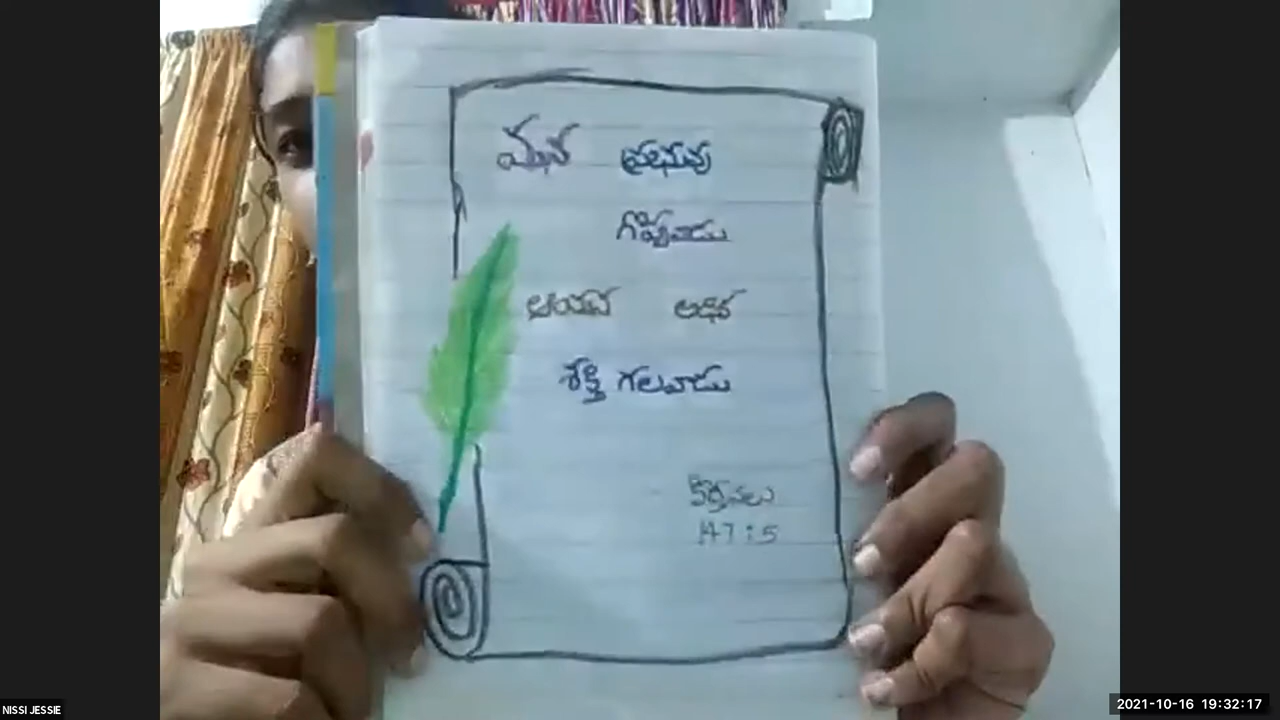 మన ప్రభువు
గొప్పవాడు
ఆయన అధిక
శక్తి గలవాడు
కీర్తనలు
147:5
NISSI JESSIE
2021-10-16 19:32:17